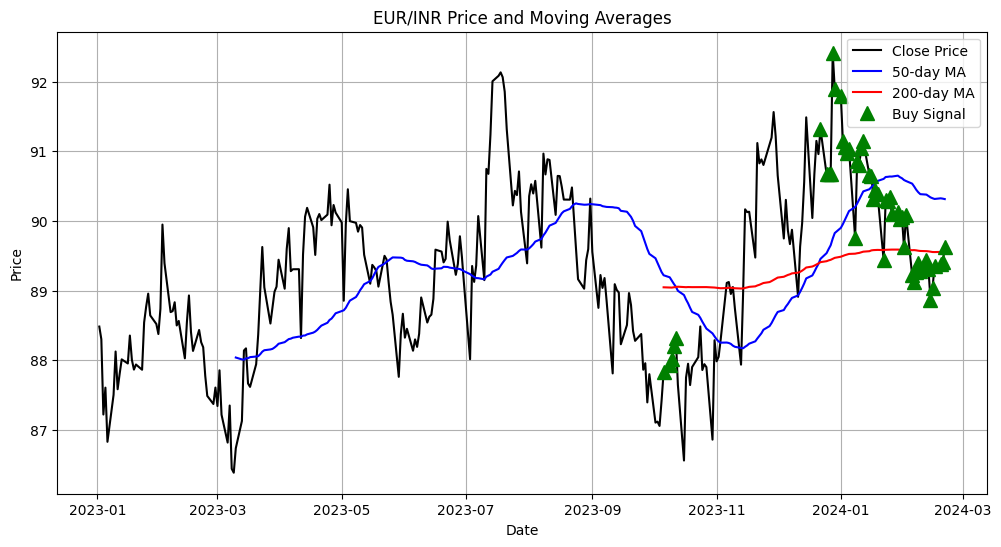 EUR/INR Price and Moving Averages
Close Price
50-day MA
200-day MA
Buy Signal
Price
92
91
90
89
88
87
2023-01
2023-03
2023-05
2023-07
2023-09
2023-11
2024-01
2024-03
Date